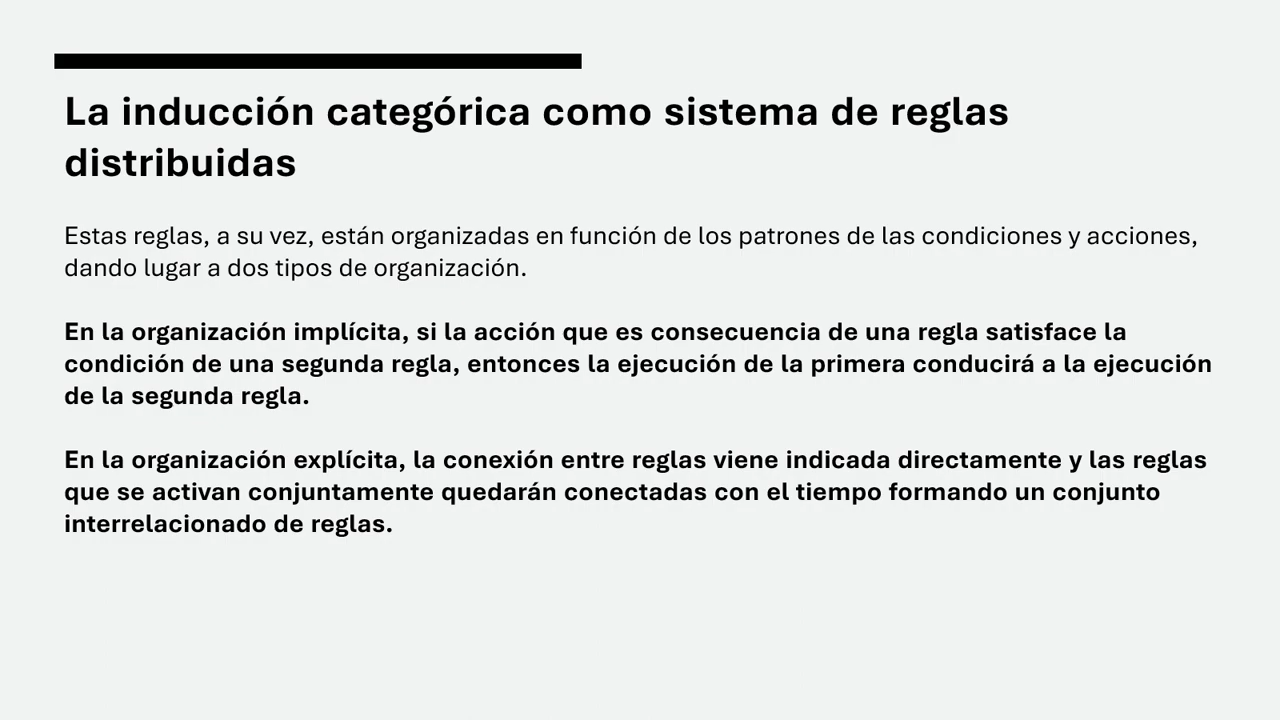 La inducción categórica como sistema de reglas
distribuidas
Estas reglas, a su vez, están organizadas en función de los patrones de las condiciones y acciones,
dando lugar a dos tipos de organización.
En la organización implícita, si la acción que es consecuencia de una regla satisface la
condición de una segunda regla, entonces la ejecución de la primera conducirá a la ejecución
de la segunda regla.
En la organización explícita, la conexión entre reglas viene indicada directamente y las reglas
que se activan conjuntamente quedarán conectadas con el tiempo formando un conjunto
interrelacionado de reglas.